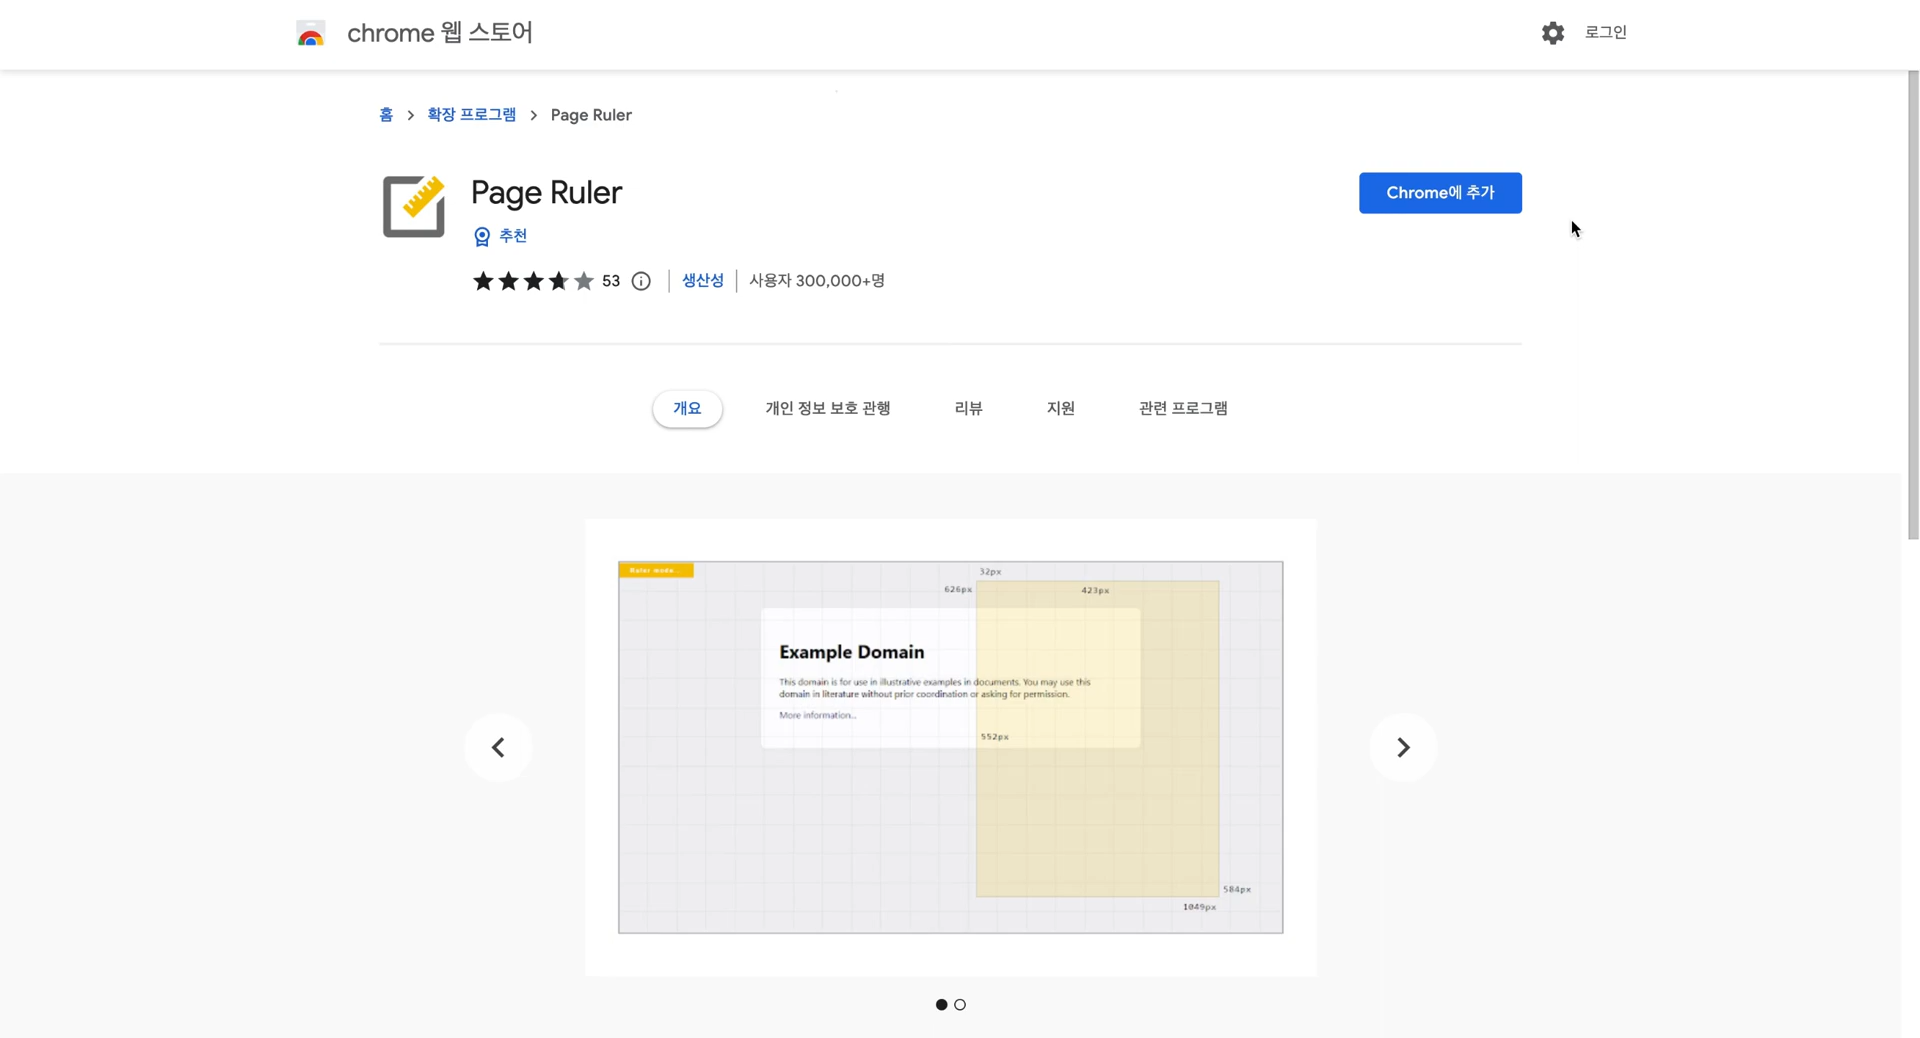 chrome 웹 스토어
로그인
홈 > 확장 프로그램 > Page Ruler
Page Ruler
Chrome에 추가
추천
53
생산성
사용자 300,000+명
개요
개인 정보 보호 관행
리뷰
지원
관련 프로그램
Ruler mode...
32px
626px
423px
Example Domain
This domain is for use in illustrative examples in documents. You may use this
domain in literature without prior coordination or asking for permission.
More information...
552px
584px
1049px